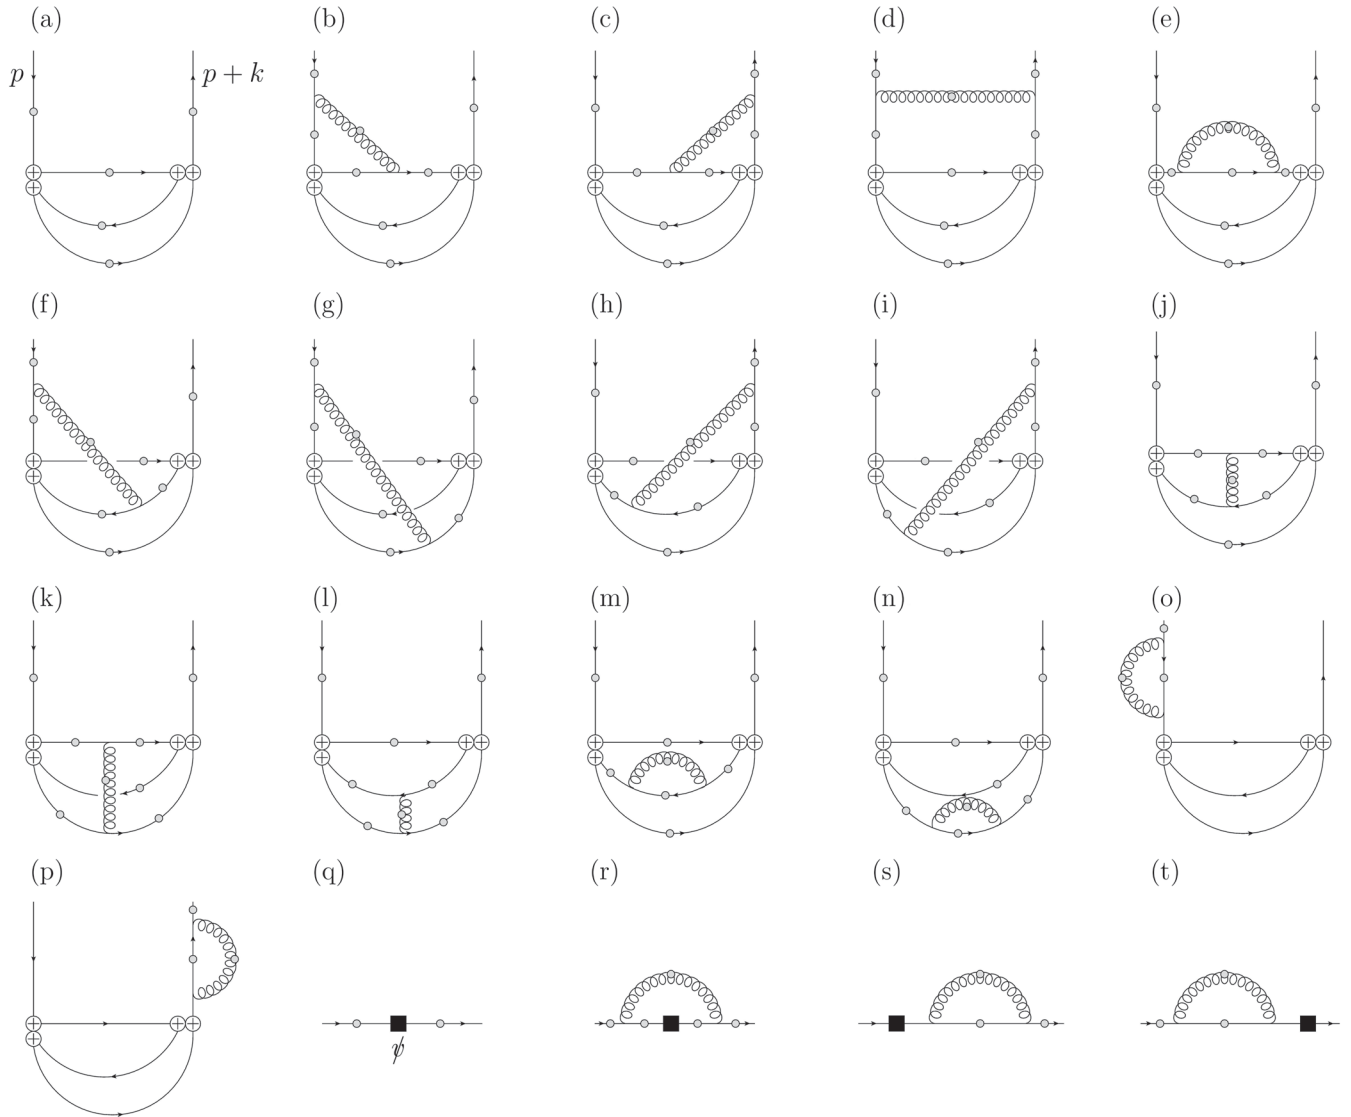 (a) (b) (c) (d) (e)
p p + k
(f) (g) (h) (i) (j)
(k) (l) (m) (n) (o)
(p) (q) (r) (s) (t)
ψ̸